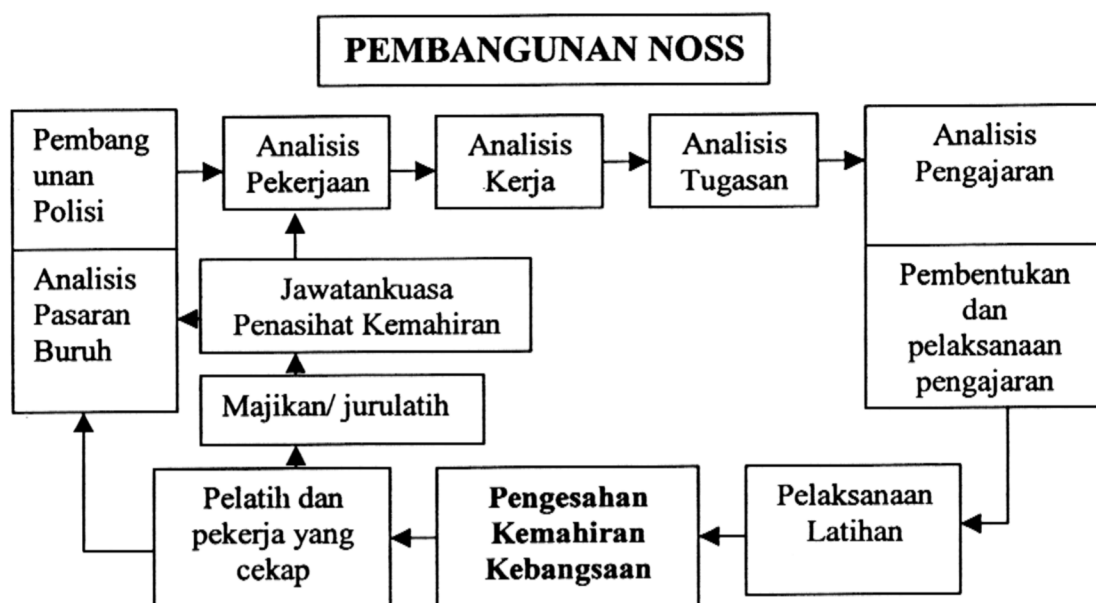 PEMBANGUNAN NOSS
Pembang
unan
Polisi
Analisis
Pekerjaan
Analisis
Kerja
Analisis
Tugasan
Analisis
Pengajaran
Analisis
Pasaran
Buruh
Jawatankuasa
Penasihat Kemahiran
Pembentukan
dan
pelaksanaan
pengajaran
Majikan/ jurulatih
Pelatih dan
pekerja yang
cekap
Pengesahan
Kemahiran
Kebangsaan
Pelaksanaan
Latihan